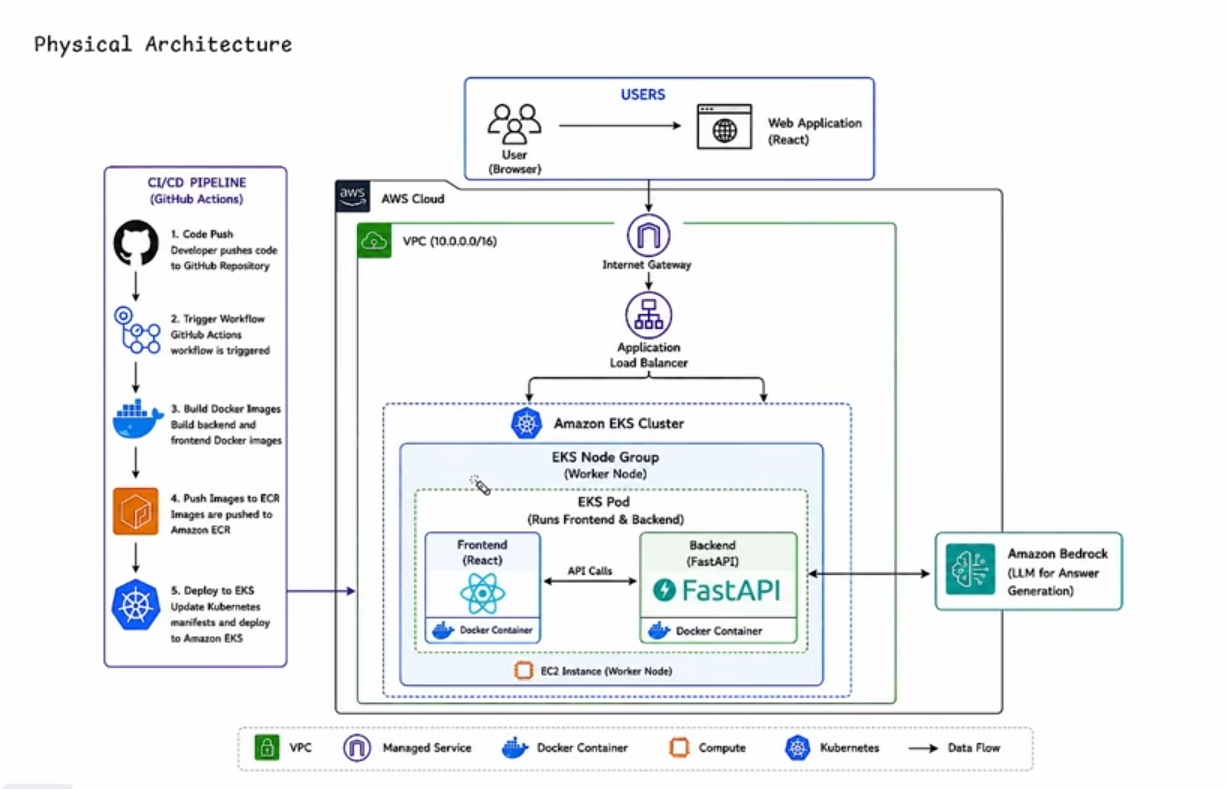 Physical Architecture
USERS
User
(Browser)
Web Application
(React)
CI/CD PIPELINE
(GitHub Actions)
1. Code Push
Developer pushes code
to GitHub Repository
2. Trigger Workflow
GitHub Actions
workflow is triggered
3. Build Docker Images
Build backend and
frontend Docker images
4. Push Images to ECR
Images are pushed to
Amazon ECR
5. Deploy to EKS
Update Kubernetes
manifests and deploy
to Amazon EKS
aws
AWS Cloud
VPC (10.0.0.0/16)
Internet Gateway
Application
Load Balancer
Amazon EKS Cluster
EKS Node Group
(Worker Node)
EKS Pod
(Runs Frontend & Backend)
Frontend
(React)
Docker Container
API Calls
Backend
(FastAPI)
FastAPI
Docker Container
EC2 Instance (Worker Node)
Amazon Bedrock
(LLM for Answer
Generation)
VPC
Managed Service
Docker Container
Compute
Kubernetes
Data Flow